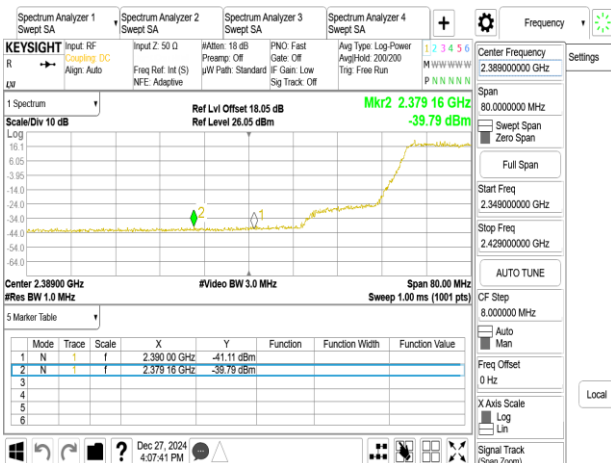 Spectrum Analyzer 1
Swept SA
Spectrum Analyzer 2
Swept SA
Spectrum Analyzer 3
Swept SA
Spectrum Analyzer 4
Swept SA
+
Frequency
KEYSIGHT
R
Input: RF
Coupling: DC
Align: Auto
Input Z: 50 Ω
Freq Ref: Int (S)
NFE: Adaptive
#Atten: 18 dB
Preamp: Off
µW Path: Standard
PNO: Fast
Gate: Off
IF Gain: Low
Sig Track: Off
Avg Type: Log-Power
Avg|Hold: 200/200
Trig: Free Run
1 2 3 4 5 6
M W W W W W
P N N N N N
1 Spectrum
Scale/Div 10 dB
Ref Lvl Offset 18.05 dB
Ref Level 26.05 dBm
Mkr2 2.379 16 GHz
-39.79 dBm
Log
16.1
6.05
-3.95
-14.0
-24.0
-34.0
-44.0
-54.0
-64.0
2
1
Center 2.38900 GHz
#Res BW 1.0 MHz
#Video BW 3.0 MHz
Span 80.00 MHz
Sweep 1.00 ms (1001 pts)
5 Marker Table
Mode Trace Scale X Y Function Function Width Function Value
1 N 1 f 2.390 00 GHz -41.11 dBm
2 N 1 f 2.379 16 GHz -39.79 dBm
3
4
5
6
Dec 27, 2024
4:07:41 PM
Center Frequency
2.389000000 GHz
Span
80.0000000 MHz
Swept Span
Zero Span
Full Span
Start Freq
2.349000000 GHz
Stop Freq
2.429000000 GHz
AUTO TUNE
CF Step
8.000000 MHz
Auto
Man
Freq Offset
0 Hz
X Axis Scale
Log
Lin
Signal Track
(Span Zoom)
Settings
Local